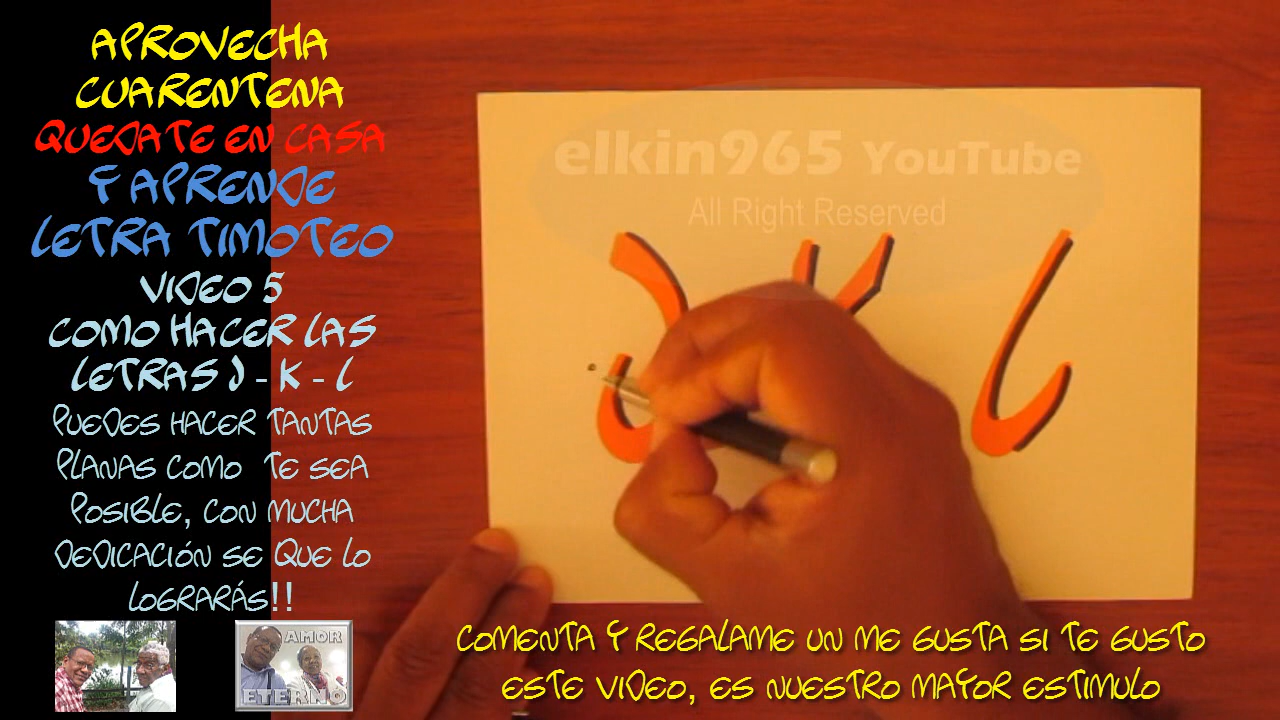 APROVECHA
CUARENTENA
QUEDATE EN CASA
Y APRENDE
LETRA TIMOTEO
VIDEO 5
COMO HACER LAS
LETRAS J - K - L
PUEDES HACER TANTAS
PLANAS COMO TE SEA
POSIBLE, CON MUCHA
DEDICACIÓN SE QUE LO
LOGRARÁS!!
AMOR
ETERNO
elkin965 YouTube
All Right Reserved
J K L
COMENTA Y REGALAME UN ME GUSTA SI TE GUSTO
ESTE VIDEO, ES NUESTRO MAYOR ESTIMULO